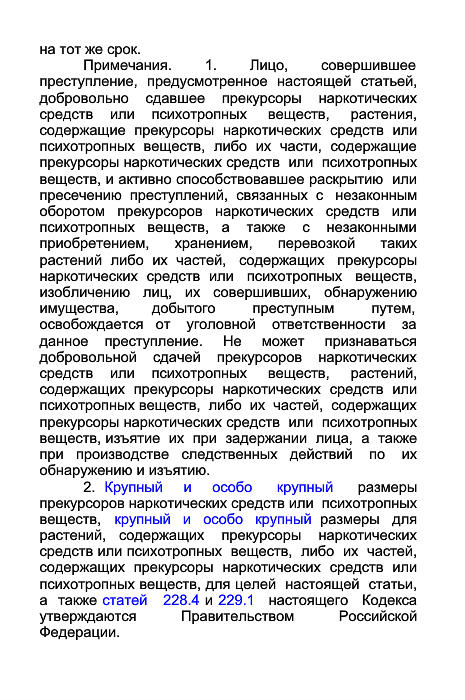 на тот же срок.
Примечания. 1. Лицо, совершившее
преступление, предусмотренное настоящей статьей,
добровольно сдавшее прекурсоры наркотических
средств или психотропных веществ, растения,
содержащие прекурсоры наркотических средств или
психотропных веществ, либо их части, содержащие
прекурсоры наркотических средств или психотропных
веществ, и активно способствовавшее раскрытию или
пресечению преступлений, связанных с незаконным
оборотом прекурсоров наркотических средств или
психотропных веществ, а также с незаконными
приобретением, хранением, перевозкой таких
растений либо их частей, содержащих прекурсоры
наркотических средств или психотропных веществ,
изобличению лиц, их совершивших, обнаружению
имущества, добытого преступным путем,
освобождается от уголовной ответственности за
данное преступление. Не может признаваться
добровольной сдачей прекурсоров наркотических
средств или психотропных веществ, растений,
содержащих прекурсоры наркотических средств или
психотропных веществ, либо их частей, содержащих
прекурсоры наркотических средств или психотропных
веществ, изъятие их при задержании лица, а также
при производстве следственных действий по их
обнаружению и изъятию.
2. Крупный и особо крупный размеры
прекурсоров наркотических средств или психотропных
веществ, крупный и особо крупный размеры для
растений, содержащих прекурсоры наркотических
средств или психотропных веществ, либо их частей,
содержащих прекурсоры наркотических средств или
психотропных веществ, для целей настоящей статьи,
а также статей 228.4 и 229.1 настоящего Кодекса
утверждаются Правительством Российской
Федерации.